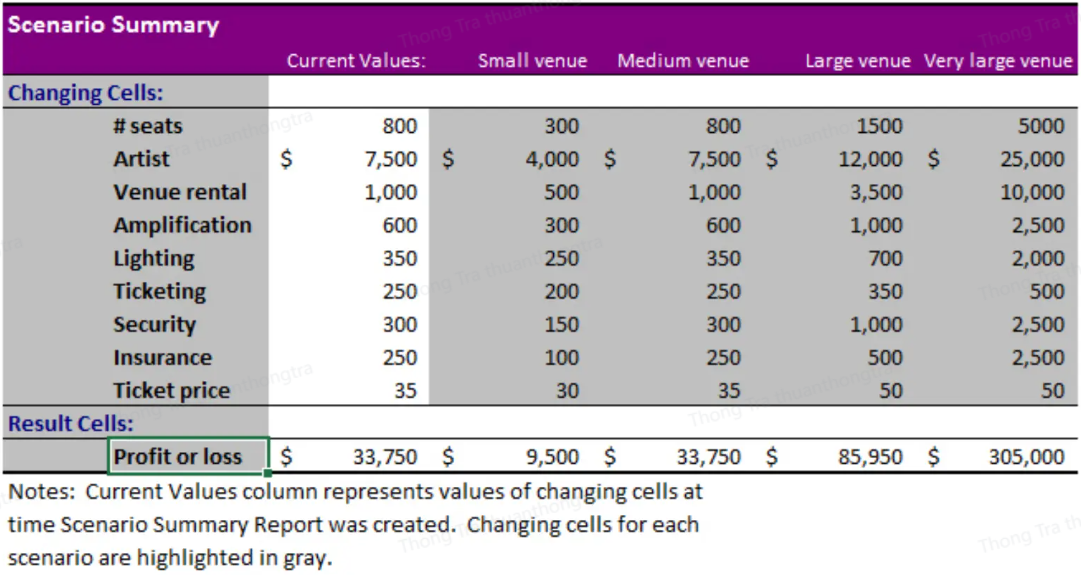 Scenario Summary
Current Values: Small venue Medium venue Large venue Very large venue
Changing Cells:
# seats 800 300 800 1500 5000
Artist $ 7,500 $ 4,000 $ 7,500 $ 12,000 $ 25,000
Venue rental 1,000 500 1,000 3,500 10,000
Amplification 600 300 600 1,000 2,500
Lighting 350 250 350 700 2,000
Ticketing 250 200 250 350 500
Security 300 150 300 1,000 2,500
Insurance 250 100 250 500 2,500
Ticket price 35 30 35 50 50
Result Cells:
Profit or loss $ 33,750 $ 9,500 $ 33,750 $ 85,950 $ 305,000
Notes: Current Values column represents values of changing cells at
time Scenario Summary Report was created. Changing cells for each
scenario are highlighted in gray.
Thong Tra thuanthongtra